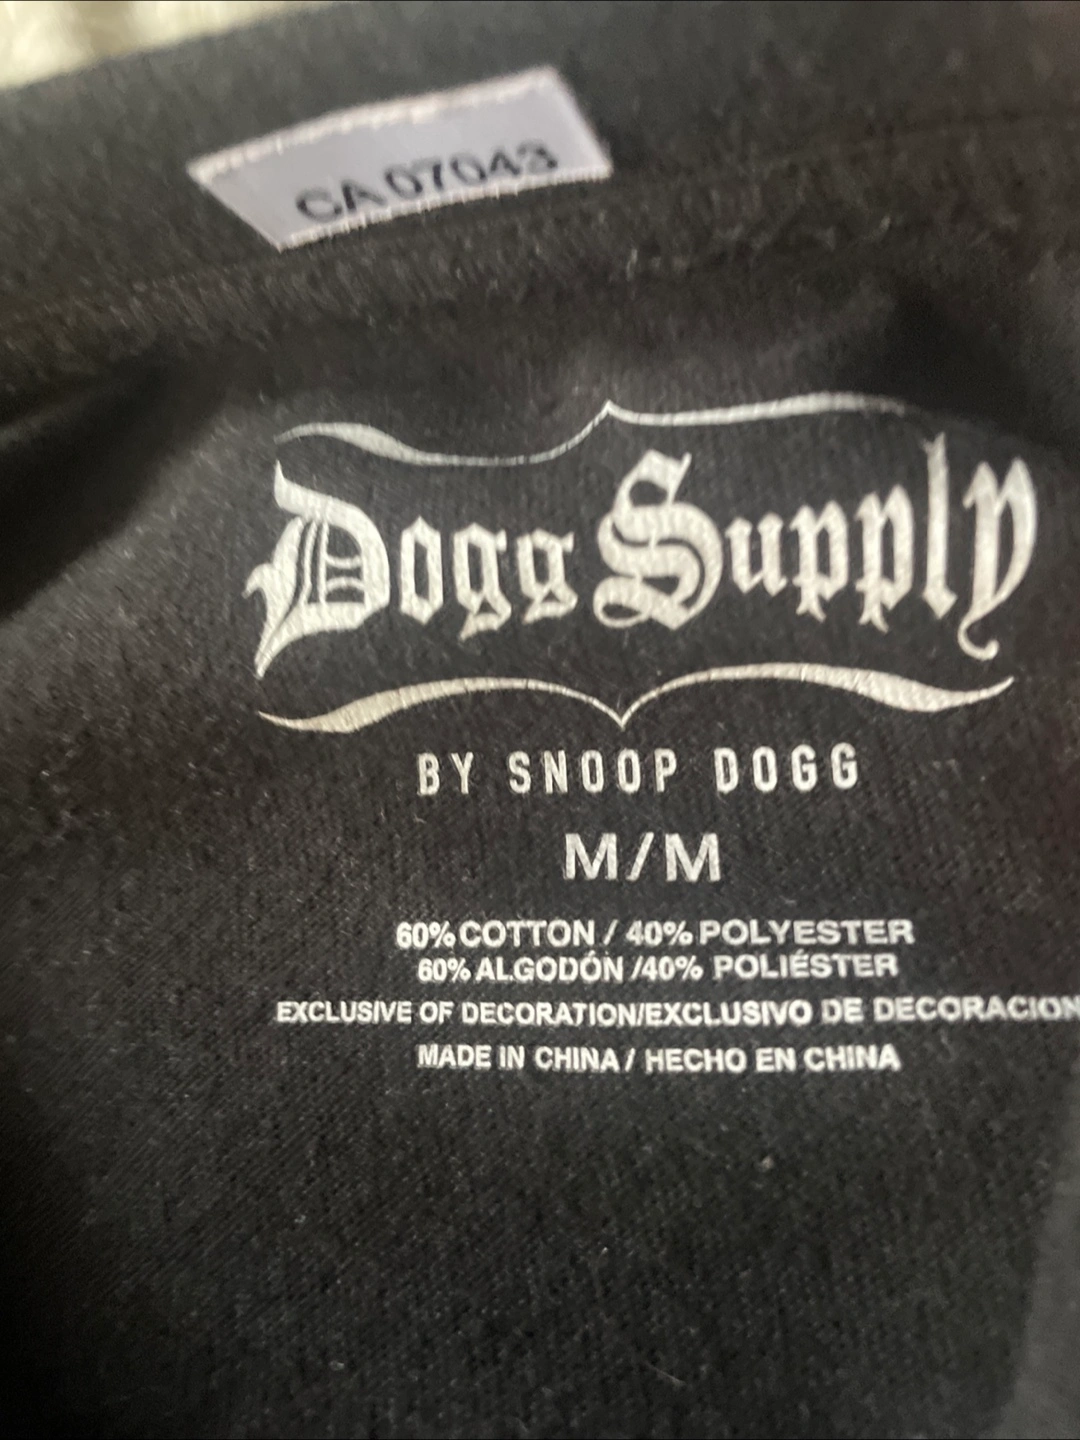 CA 07043
Dogg Supply
BY SNOOP DOGG
M/M
60% COTTON / 40% POLYESTER
60% ALGODÓN /40% POLIÉSTER
EXCLUSIVE OF DECORATION/EXCLUSIVO DE DECORACION
MADE IN CHINA / HECHO EN CHINA